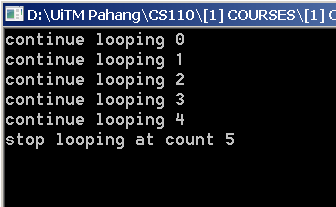 D:\UiTM Pahang\CS110\[1] COURSES\[1]
continue looping 0
continue looping 1
continue looping 2
continue looping 3
continue looping 4
stop looping at count 5